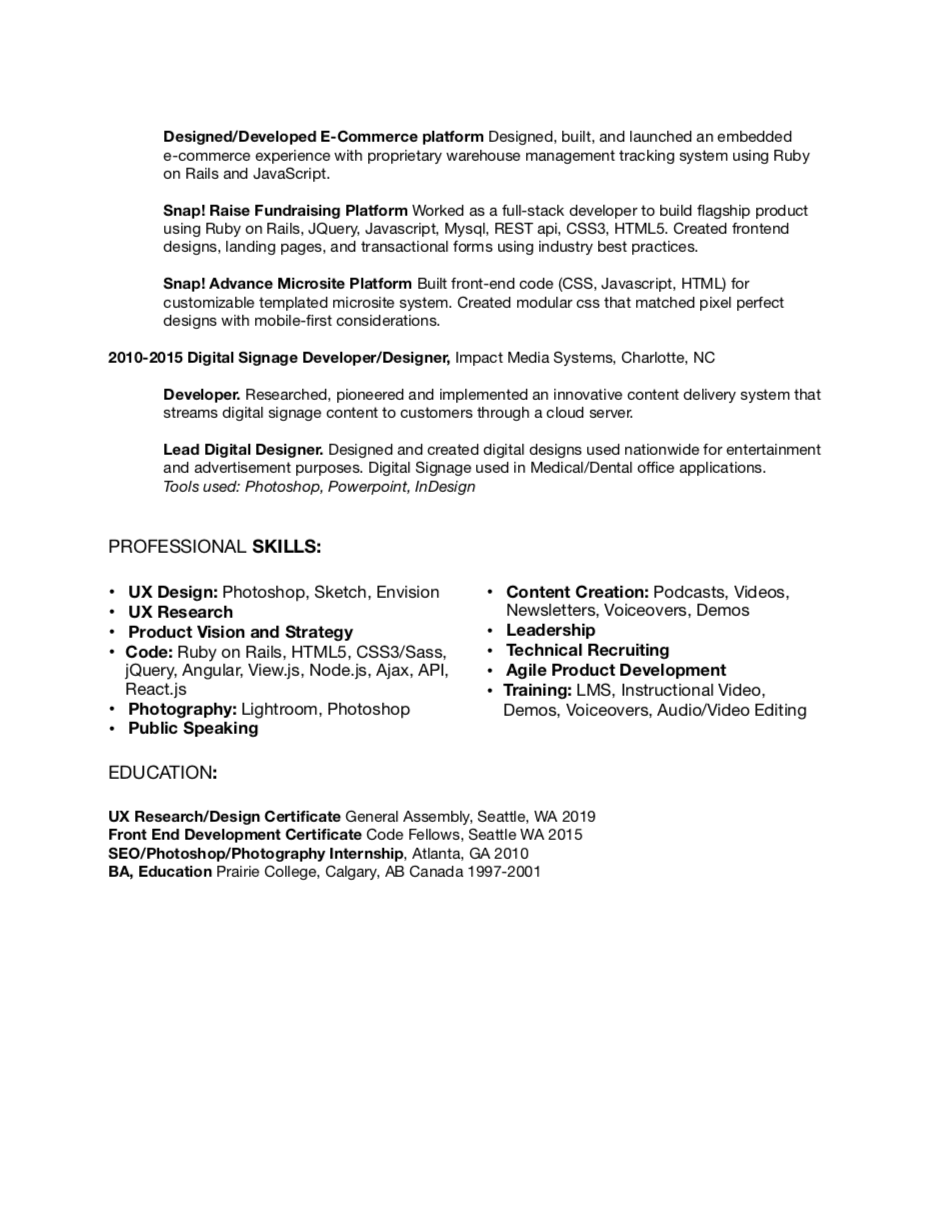 Designed/Developed E-Commerce platform Designed, built, and launched an embedded
e-commerce experience with proprietary warehouse management tracking system using Ruby
on Rails and JavaScript.
Snap! Raise Fundraising Platform Worked as a full-stack developer to build flagship product
using Ruby on Rails, JQuery, Javascript, Mysql, REST api, CSS3, HTML5. Created frontend
designs, landing pages, and transactional forms using industry best practices.
Snap! Advance Microsite Platform Built front-end code (CSS, Javascript, HTML) for
customizable templated microsite system. Created modular css that matched pixel perfect
designs with mobile-first considerations.
2010-2015 Digital Signage Developer/Designer, Impact Media Systems, Charlotte, NC
Developer. Researched, pioneered and implemented an innovative content delivery system that
streams digital signage content to customers through a cloud server.
Lead Digital Designer. Designed and created digital designs used nationwide for entertainment
and advertisement purposes. Digital Signage used in Medical/Dental office applications.
Tools used: Photoshop, Powerpoint, InDesign
PROFESSIONAL SKILLS:
• UX Design: Photoshop, Sketch, Envision
• UX Research
• Product Vision and Strategy
• Code: Ruby on Rails, HTML5, CSS3/Sass,
jQuery, Angular, View.js, Node.js, Ajax, API,
React.js
• Photography: Lightroom, Photoshop
• Public Speaking
• Content Creation: Podcasts, Videos,
Newsletters, Voiceovers, Demos
• Leadership
• Technical Recruiting
• Agile Product Development
• Training: LMS, Instructional Video,
Demos, Voiceovers, Audio/Video Editing
EDUCATION:
UX Research/Design Certificate General Assembly, Seattle, WA 2019
Front End Development Certificate Code Fellows, Seattle WA 2015
SEO/Photoshop/Photography Internship, Atlanta, GA 2010
BA, Education Prairie College, Calgary, AB Canada 1997-2001